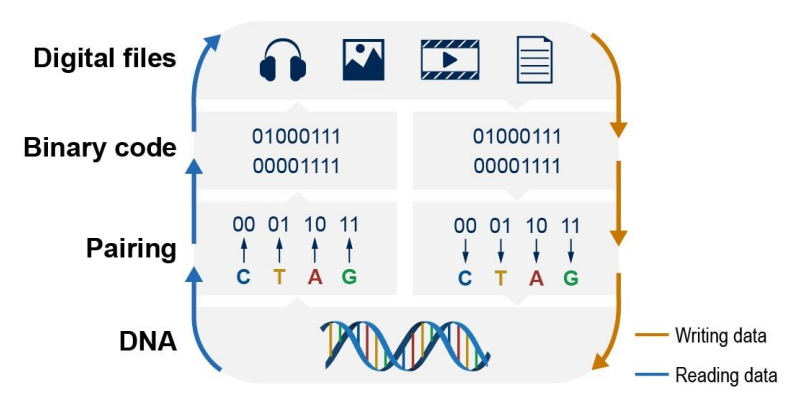 Digital files
Binary code
01000111 01000111
00001111 00001111
Pairing
00 01 10 11 00 01 10 11
C T A G C T A G
DNA
Writing data
Reading data